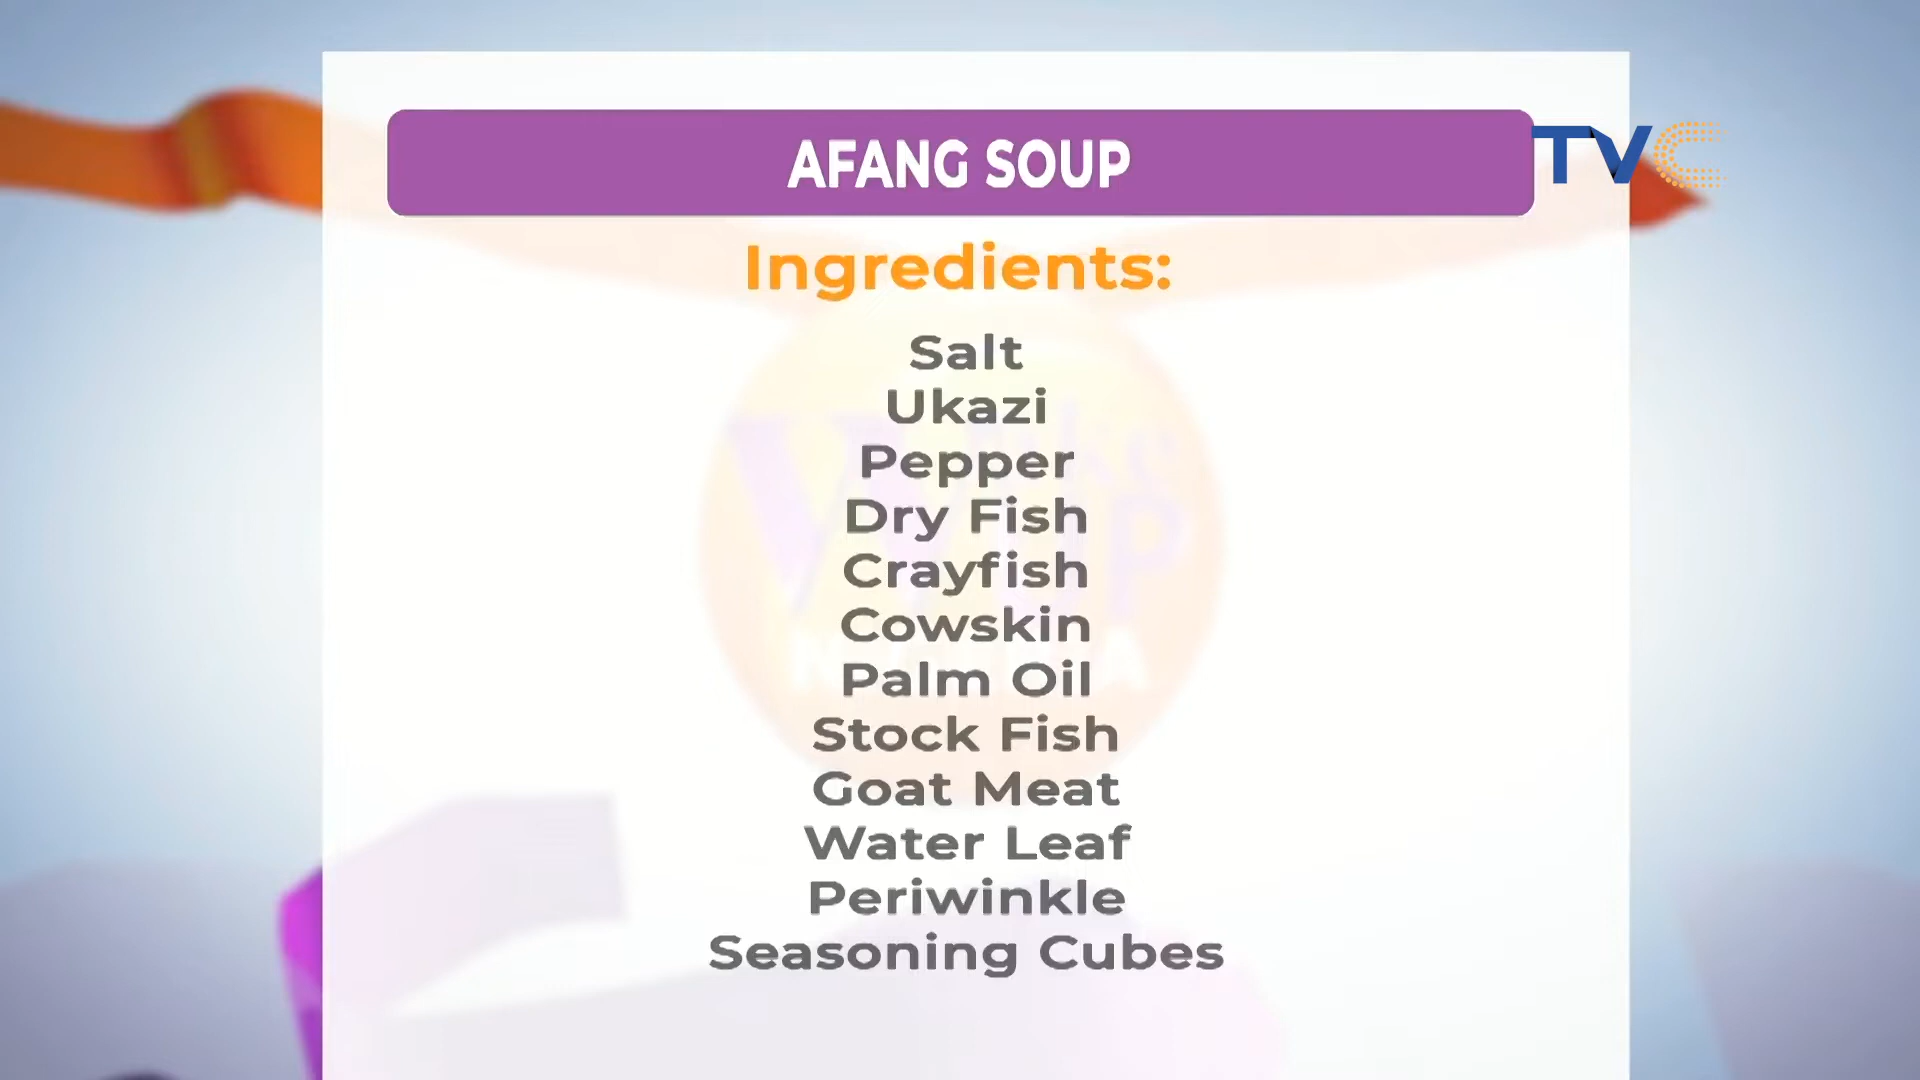 AFANG SOUP
TVC
Ingredients:
Salt
Ukazi
Pepper
Dry Fish
Crayfish
Cowskin
Palm Oil
Stock Fish
Goat Meat
Water Leaf
Periwinkle
Seasoning Cubes